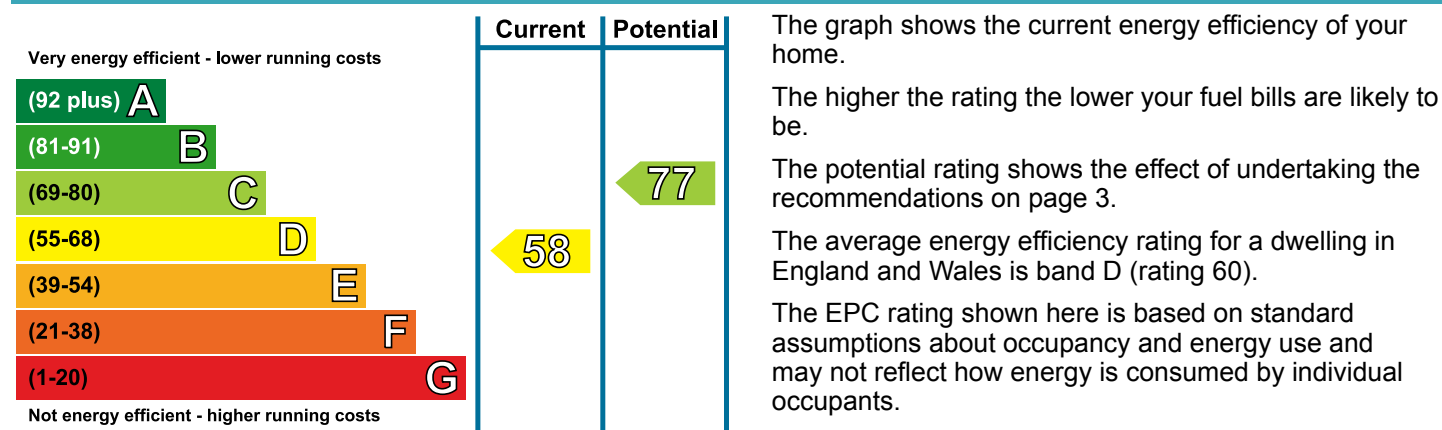 Current Potential
Very energy efficient - lower running costs
(92 plus) A
(81-91) B
(69-80) C
77
(55-68) D
58
(39-54) E
(21-38) F
(1-20) G
Not energy efficient - higher running costs
The graph shows the current energy efficiency of your
home.
The higher the rating the lower your fuel bills are likely to
be.
The potential rating shows the effect of undertaking the
recommendations on page 3.
The average energy efficiency rating for a dwelling in
England and Wales is band D (rating 60).
The EPC rating shown here is based on standard
assumptions about occupancy and energy use and
may not reflect how energy is consumed by individual
occupants.